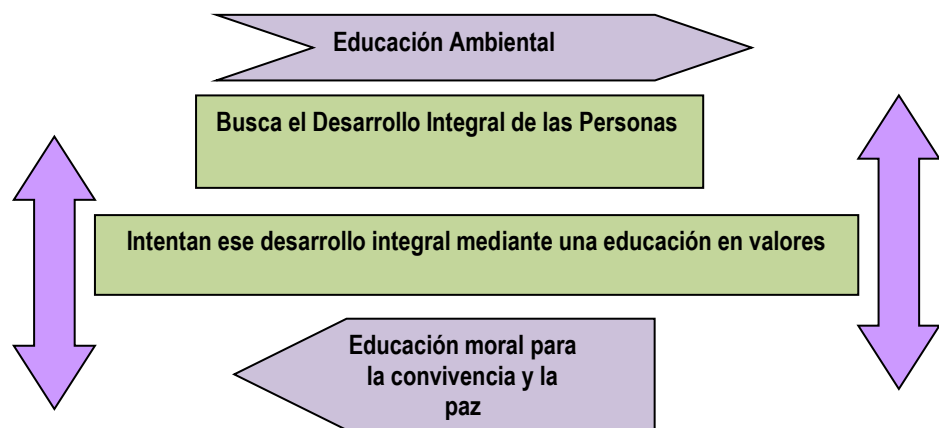 Educación Ambiental
Busca el Desarrollo Integral de las Personas
Intentan ese desarrollo integral mediante una educación en valores
Educación moral para
la convivencia y la
paz